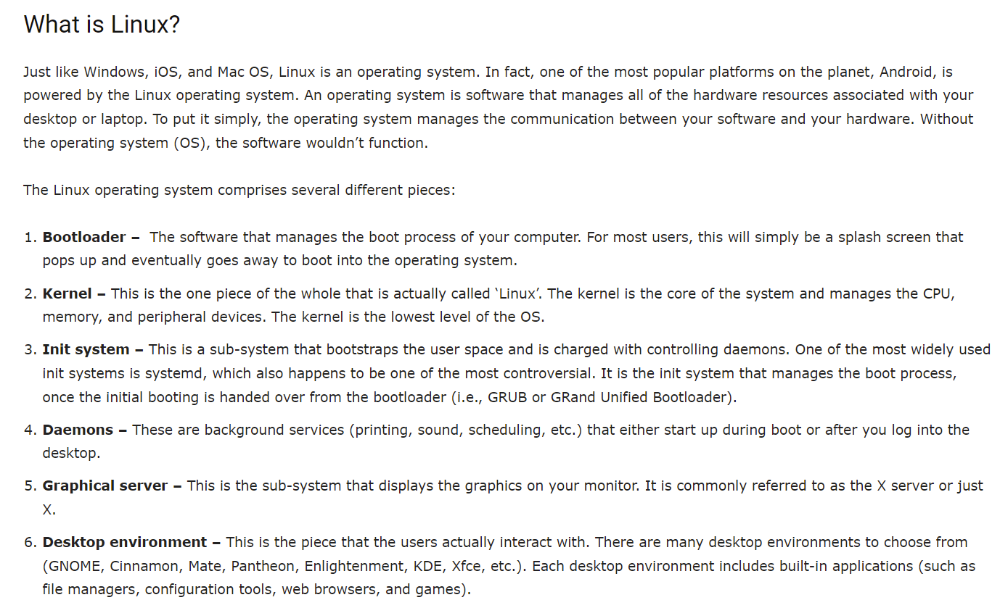 What is Linux?
Just like Windows, iOS, and Mac OS, Linux is an operating system. In fact, one of the most popular platforms on the planet, Android, is
powered by the Linux operating system. An operating system is software that manages all of the hardware resources associated with your
desktop or laptop. To put it simply, the operating system manages the communication between your software and your hardware. Without
the operating system (OS), the software wouldn’t function.
The Linux operating system comprises several different pieces:
1. Bootloader – The software that manages the boot process of your computer. For most users, this will simply be a splash screen that
pops up and eventually goes away to boot into the operating system.
2. Kernel – This is the one piece of the whole that is actually called ‘Linux’. The kernel is the core of the system and manages the CPU,
memory, and peripheral devices. The kernel is the lowest level of the OS.
3. Init system – This is a sub-system that bootstraps the user space and is charged with controlling daemons. One of the most widely used
init systems is systemd, which also happens to be one of the most controversial. It is the init system that manages the boot process,
once the initial booting is handed over from the bootloader (i.e., GRUB or GRand Unified Bootloader).
4. Daemons – These are background services (printing, sound, scheduling, etc.) that either start up during boot or after you log into the
desktop.
5. Graphical server – This is the sub-system that displays the graphics on your monitor. It is commonly referred to as the X server or just
X.
6. Desktop environment – This is the piece that the users actually interact with. There are many desktop environments to choose from
(GNOME, Cinnamon, Mate, Pantheon, Enlightenment, KDE, Xfce, etc.). Each desktop environment includes built-in applications (such as
file managers, configuration tools, web browsers, and games).